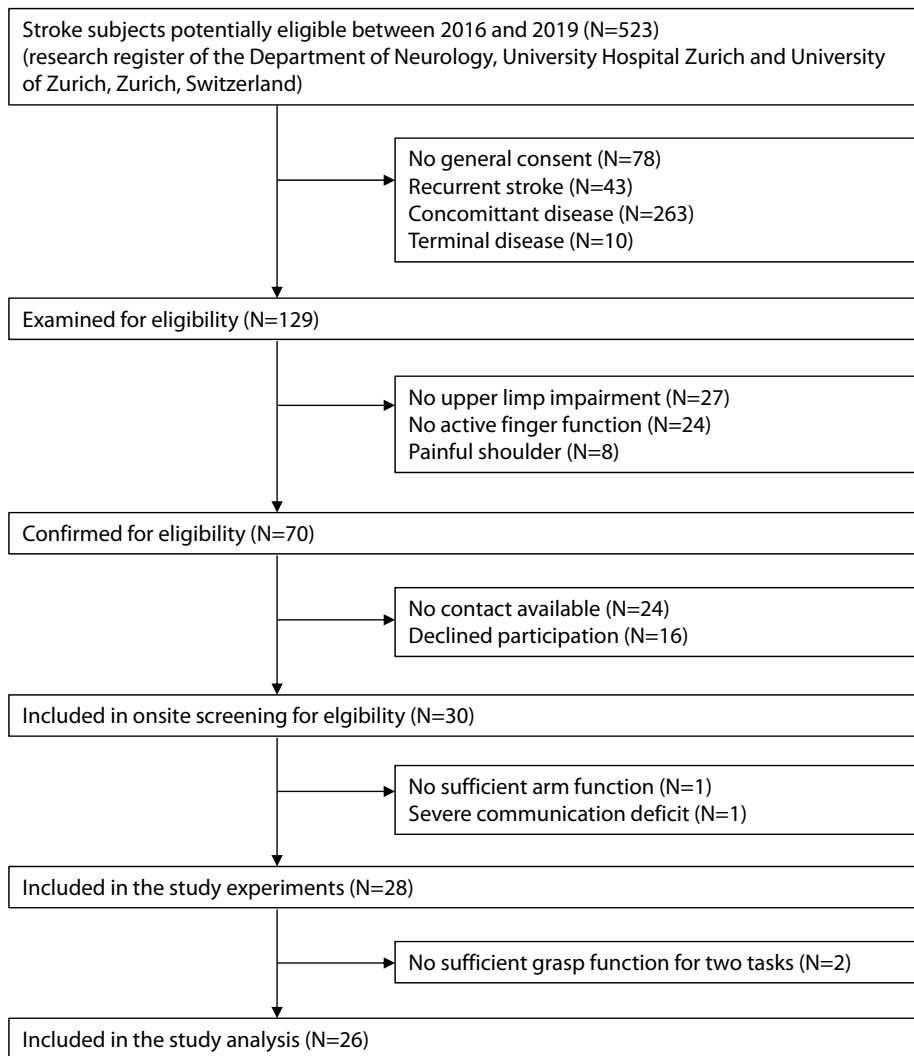 Stroke subjects potentially eligible between 2016 and 2019 (N=523)
(research register of the Department of Neurology, University Hospital Zurich and University
of Zurich, Zurich, Switzerland)
No general consent (N=78)
Recurrent stroke (N=43)
Concomittant disease (N=263)
Terminal disease (N=10)
Examined for eligibility (N=129)
No upper limp impairment (N=27)
No active finger function (N=24)
Painful shoulder (N=8)
Confirmed for eligibility (N=70)
No contact available (N=24)
Declined participation (N=16)
Included in onsite screening for elgibility (N=30)
No sufficient arm function (N=1)
Severe communication deficit (N=1)
Included in the study experiments (N=28)
No sufficient grasp function for two tasks (N=2)
Included in the study analysis (N=26)